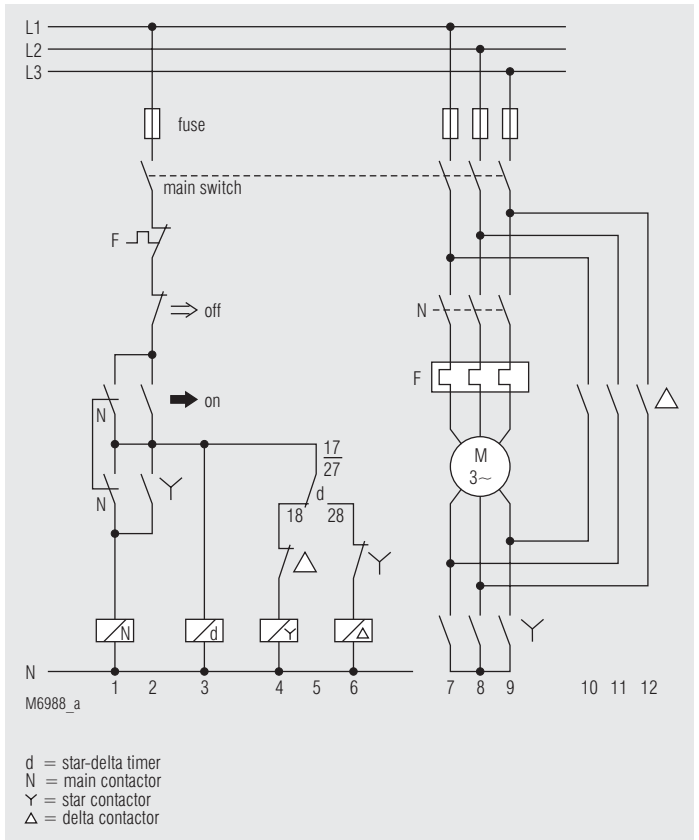 L1
L2
L3
fuse
main switch
F
off
N
F
on
N
M
3~
17
27
d
18 28
N
N
d
N
1 2 3 4 5 6 7 8 9 10 11 12
M6988_a
d = star-delta timer
N = main contactor
Y = star contactor
△ = delta contactor